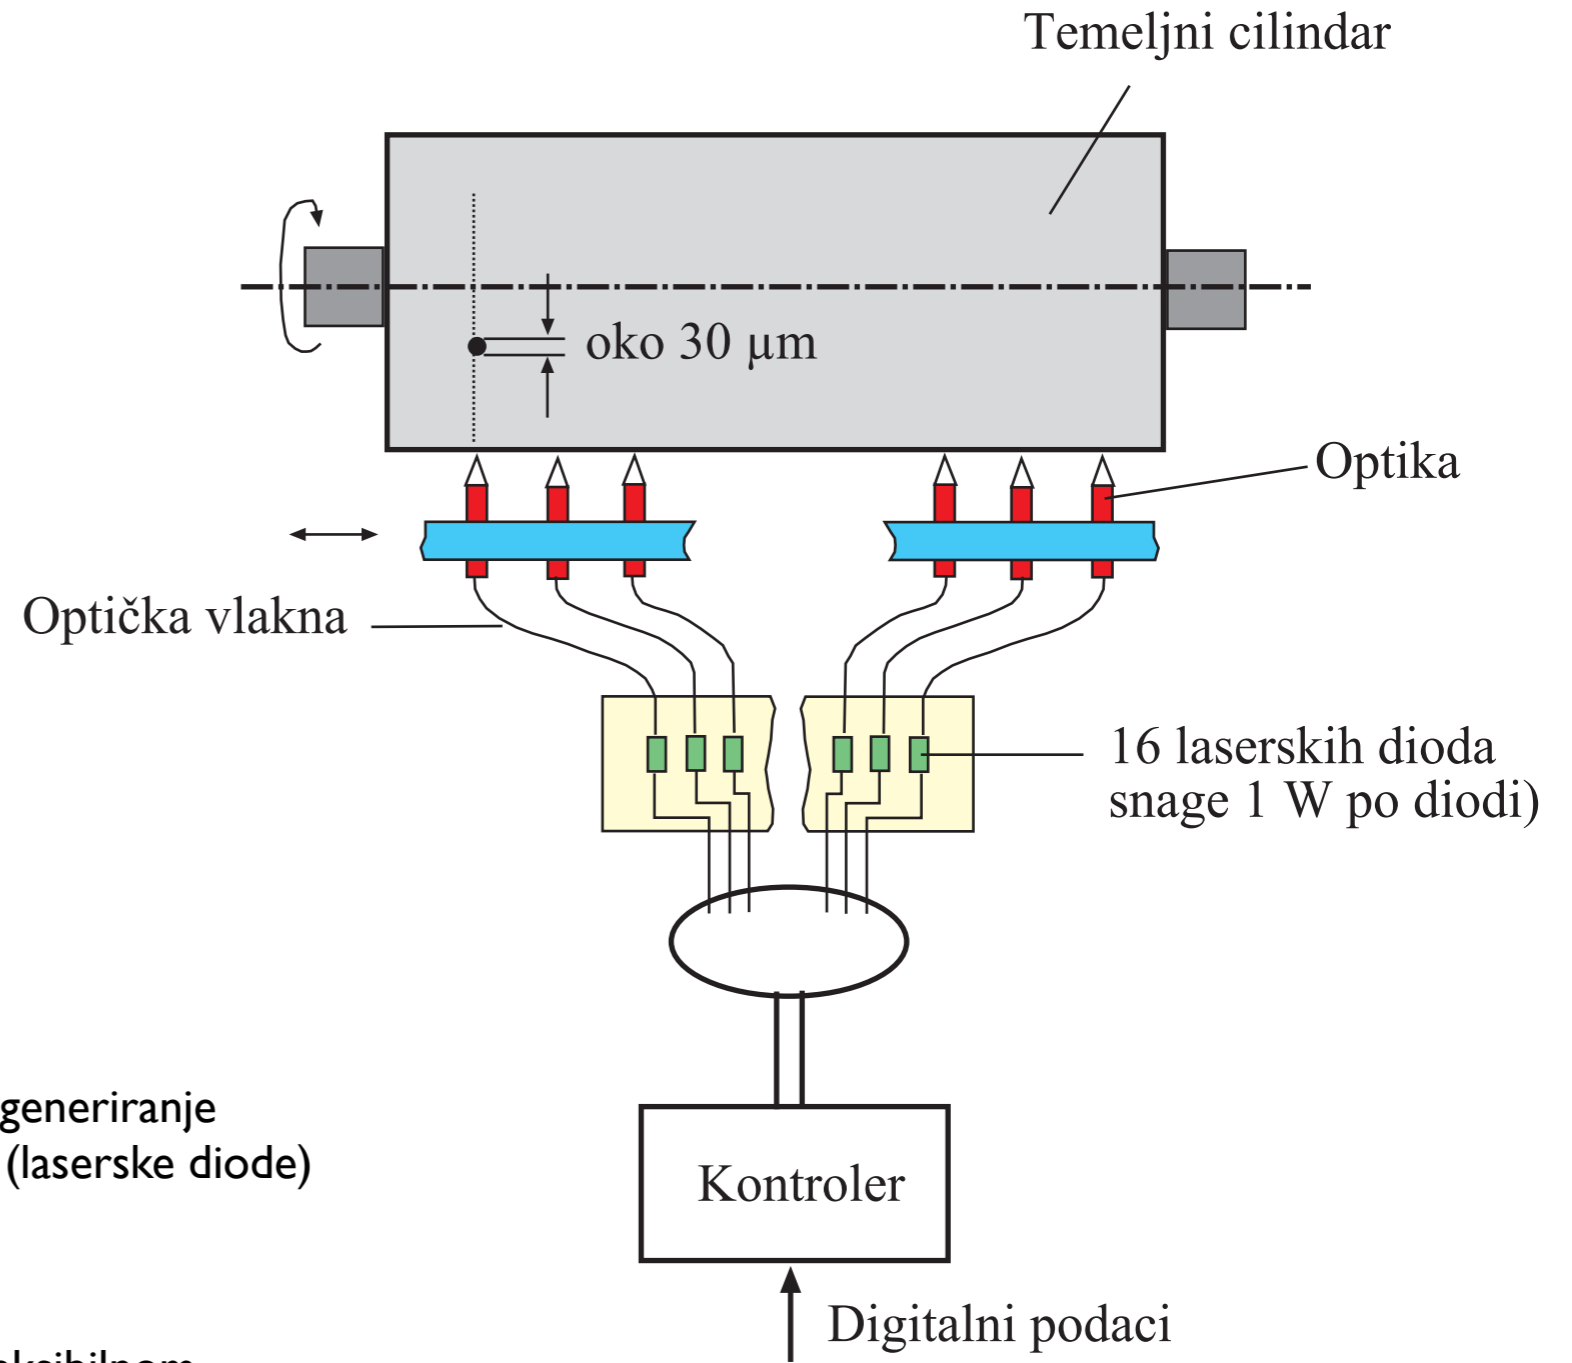 Temeljni cilindar
oko 30 µm
Optika
Optička vlakna
16 laserskih dioda
snage 1 W po diodi)
generiranje
(laserske diode)
Kontroler
Digitalni podaci